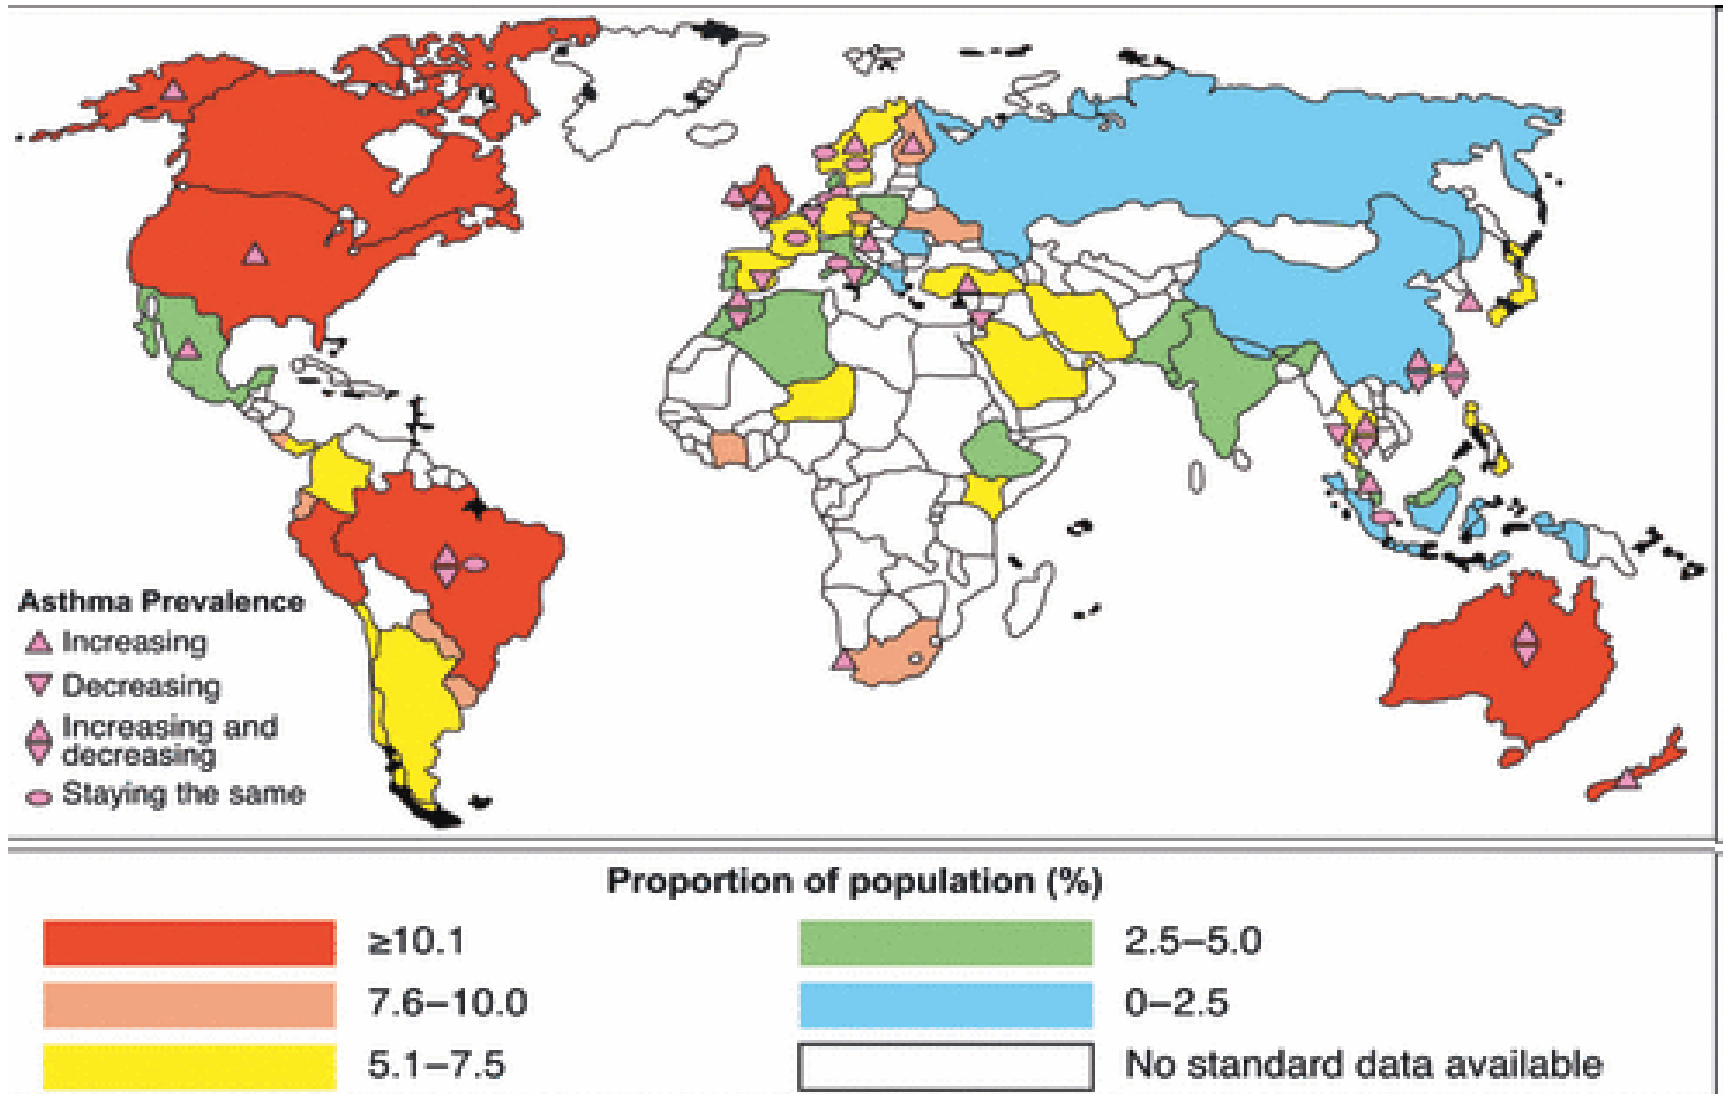 Asthma Prevalence
Increasing
Decreasing
Increasing and
decreasing
Staying the same
Proportion of population (%)
≥10.1
7.6–10.0
5.1–7.5
2.5–5.0
0–2.5
No standard data available